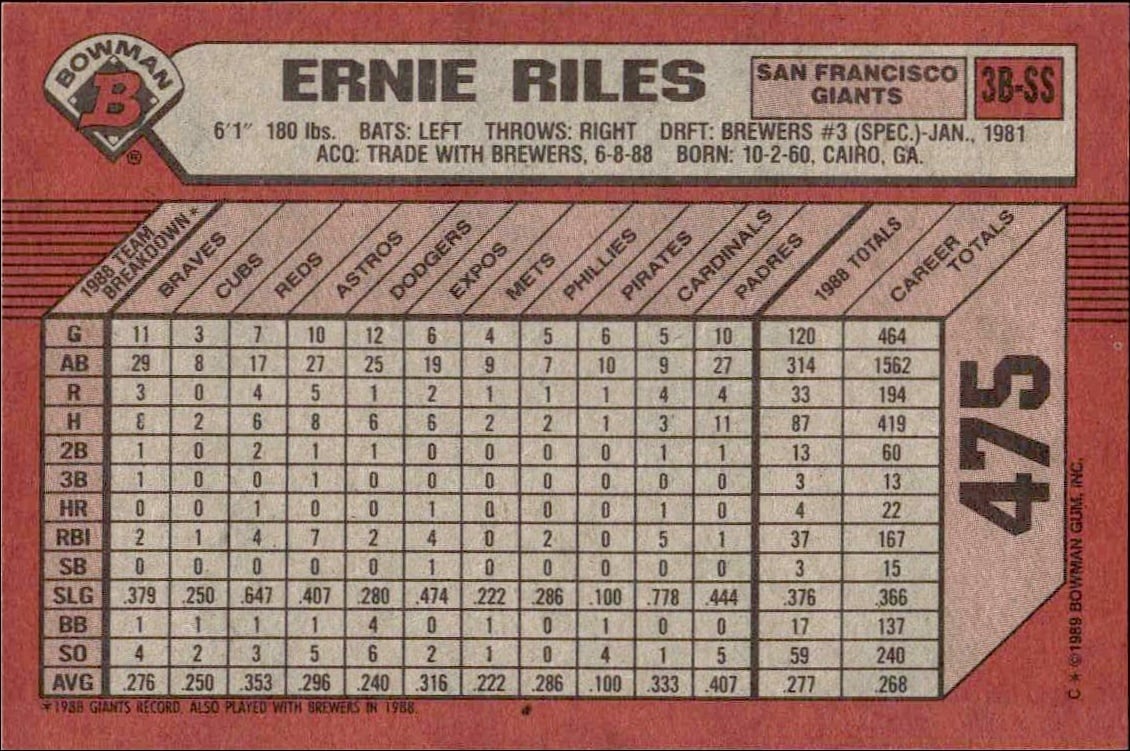 BOWMAN
B
®
ERNIE RILES
SAN FRANCISCO
GIANTS
3B-SS
6'1" 180 lbs. BATS: LEFT THROWS: RIGHT DRFT: BREWERS #3 (SPEC.)-JAN., 1981
ACQ: TRADE WITH BREWERS, 6-8-88 BORN: 10-2-60, CAIRO, GA.
1988 TEAM BREAKDOWN* BRAVES CUBS REDS ASTROS DODGERS EXPOS METS PHILLIES PIRATES CARDINALS PADRES 1988 TOTALS CAREER TOTALS
G 11 3 7 10 12 6 4 5 6 5 10 120 464
AB 29 8 17 27 25 19 9 7 10 9 27 314 1562
R 3 0 4 5 1 2 1 1 1 4 4 33 194
H 8 2 6 8 6 6 2 2 1 3 11 87 419
2B 1 0 2 1 1 0 0 0 0 1 1 13 60
3B 1 0 0 1 0 0 0 0 0 0 0 3 13
HR 0 0 1 0 0 1 0 0 0 1 0 4 22
RBI 2 1 4 7 2 4 0 2 0 5 1 37 167
SB 0 0 0 0 0 1 0 0 0 0 0 3 15
SLG .379 .250 .647 .407 .280 .474 .222 .286 .100 .778 .444 .376 .366
BB 1 1 1 1 4 0 1 0 1 0 0 17 137
SO 4 2 3 5 6 2 1 0 4 1 5 59 240
AVG .276 .250 .353 .296 .240 .316 .222 .286 .100 .333 .407 .277 .268
475
*1988 GIANTS RECORD. ALSO PLAYED WITH BREWERS IN 1988.
C * ©1989 BOWMAN GUM, INC.